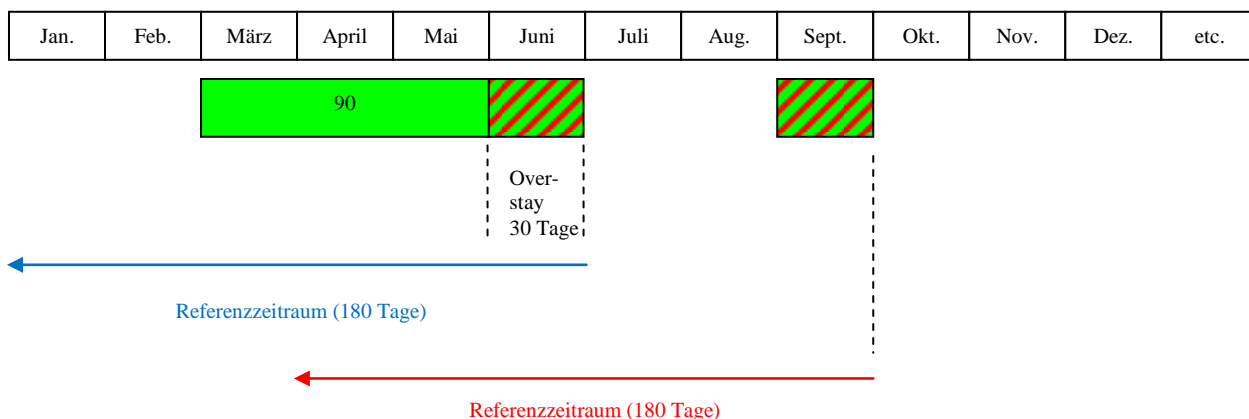 Jan. Feb. März April Mai Juni Juli Aug. Sept. Okt. Nov. Dez. etc.
90
Over-
stay
30 Tage
Referenzzeitraum (180 Tage)
Referenzzeitraum (180 Tage)